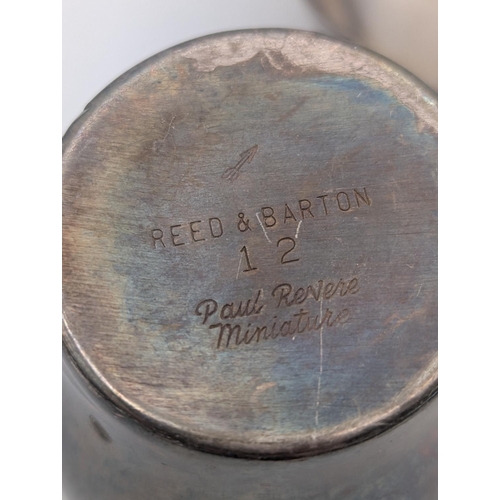 REED & BARTON
12
Paul Revere
Miniature